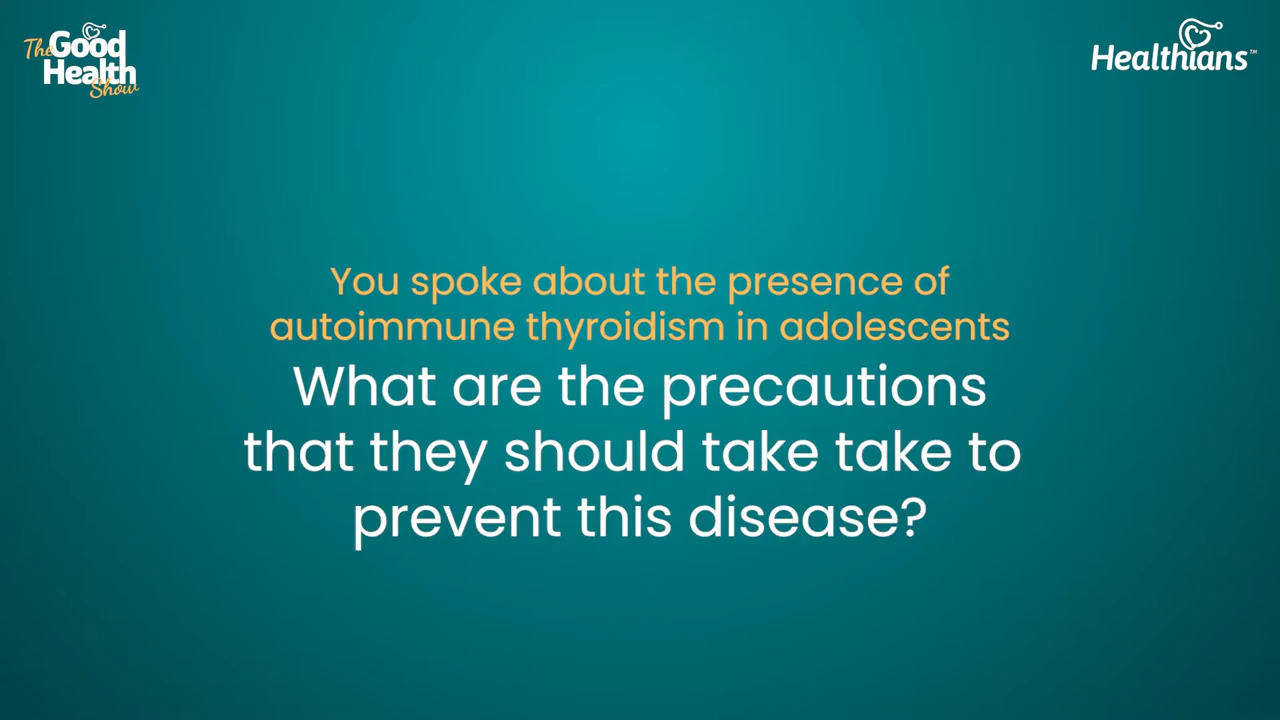 The Good
Health
Show
Healthians™
You spoke about the presence of
autoimmune thyroidism in adolescents
What are the precautions
that they should take take to
prevent this disease?